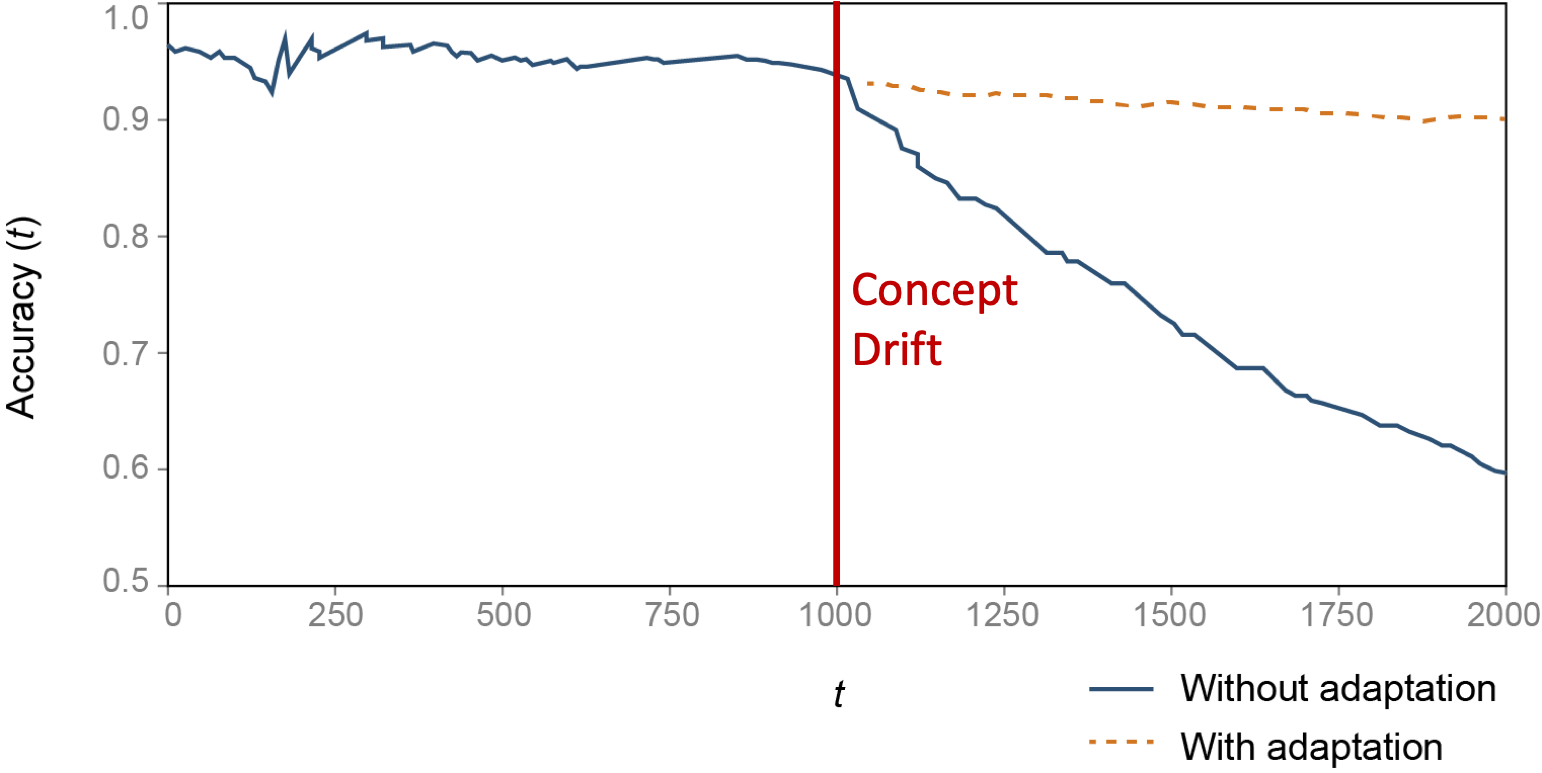 1.0
0.9
0.8
0.7
0.6
0.5
Accuracy (t)
Concept
Drift
0 250 500 750 1000 1250 1500 1750 2000
t
Without adaptation
With adaptation